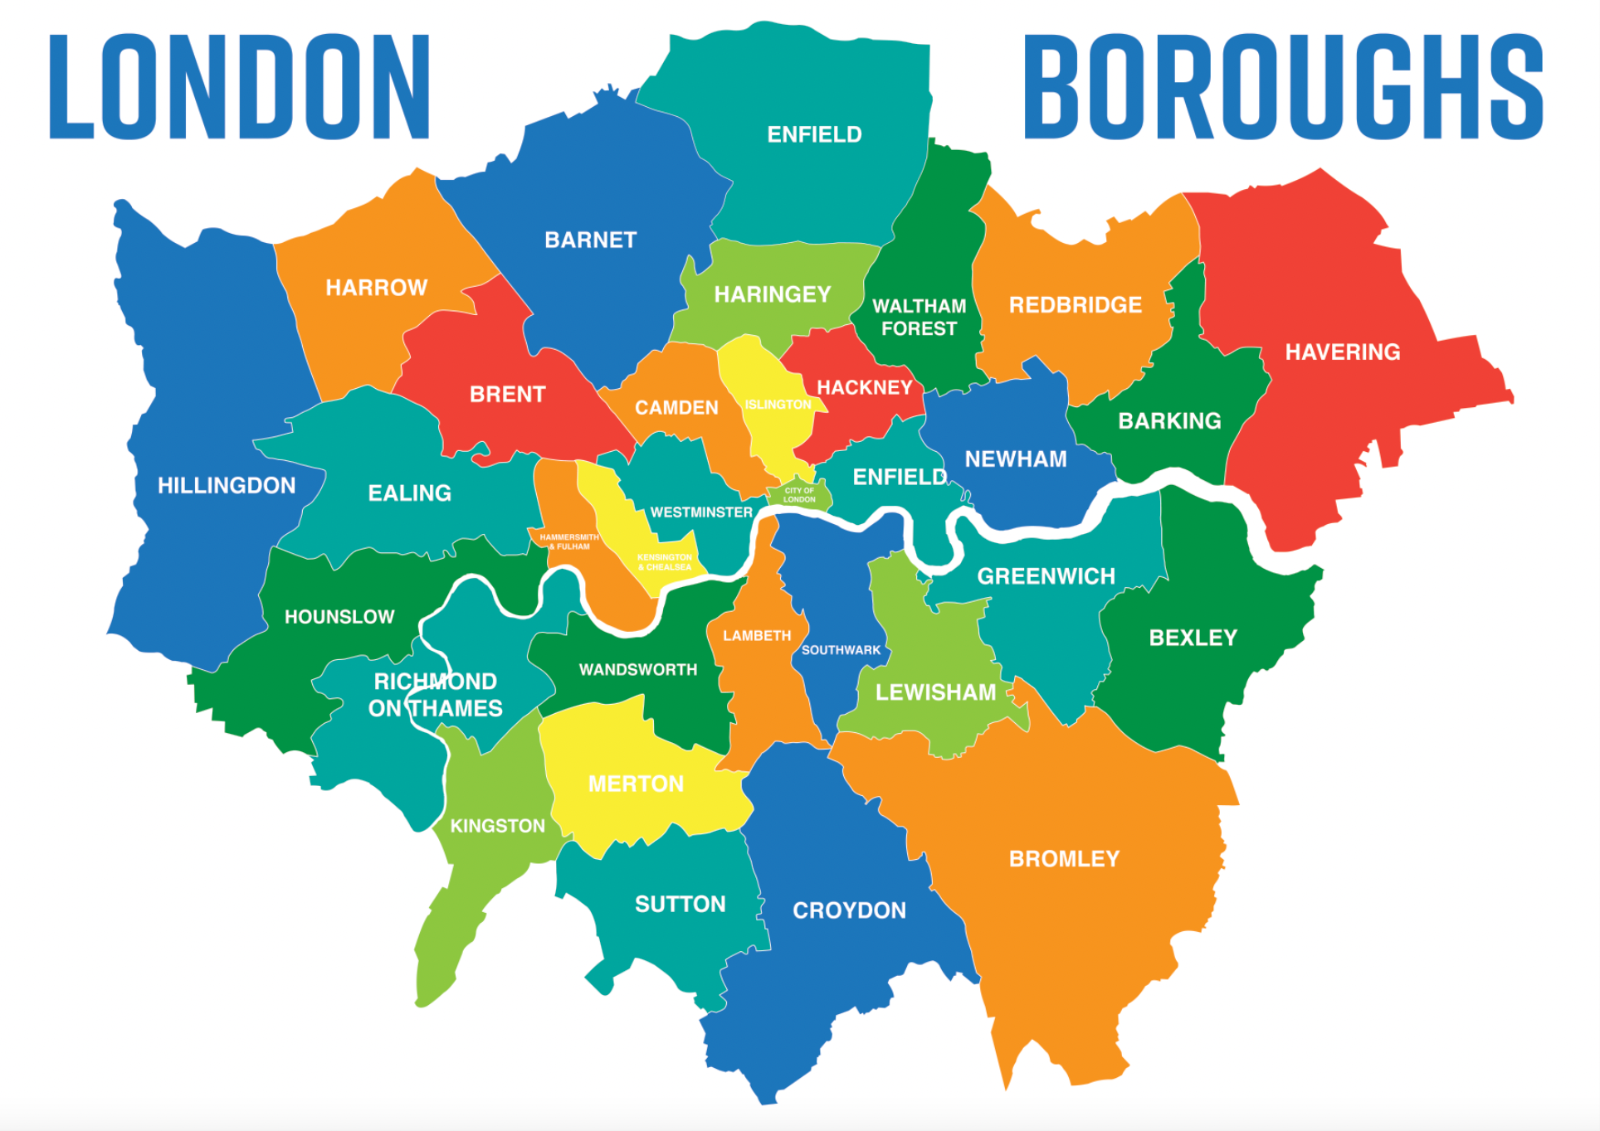 LONDON BOROUGHS
ENFIELD
BARNET
HARROW
HARINGEY
WALTHAM
FOREST
REDBRIDGE
HAVERING
BRENT
HACKNEY
CAMDEN
ISLINGTON
BARKING
NEWHAM
ENFIELD
HILLINGDON
EALING
CITY OF
LONDON
WESTMINSTER
HAMMERSMITH
& FULHAM
KENSINGTON
& CHEALSEA
GREENWICH
HOUNSLOW
LAMBETH
SOUTHWARK
BEXLEY
WANDSWORTH
RICHMOND
ON THAMES
LEWISHAM
MERTON
KINGSTON
BROMLEY
SUTTON
CROYDON